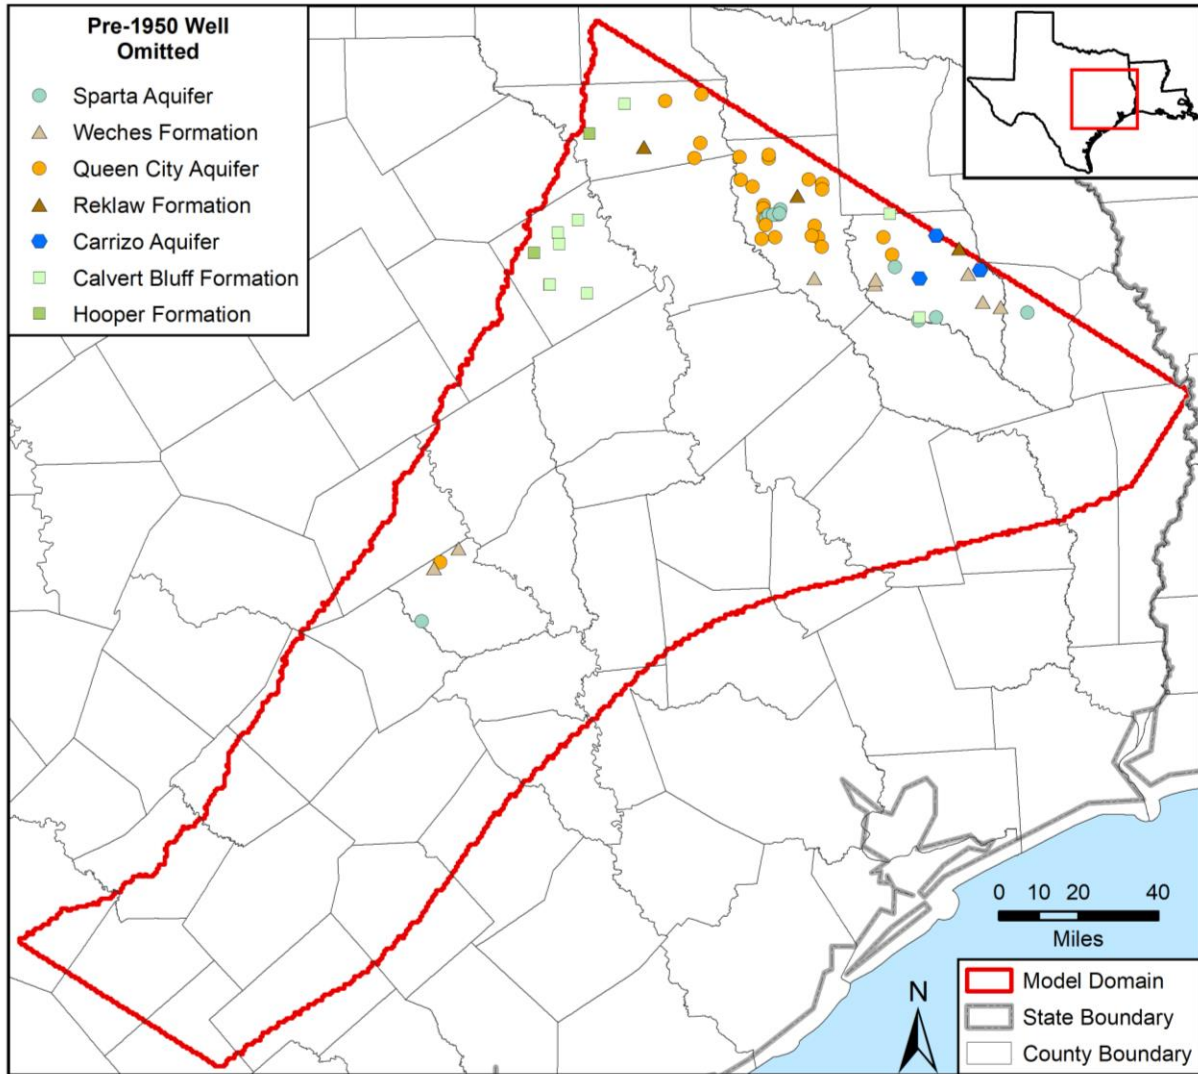 Pre-1950 Well
Omitted
Sparta Aquifer
Weches Formation
Queen City Aquifer
Reklaw Formation
Carrizo Aquifer
Calvert Bluff Formation
Hooper Formation
0 10 20 40
Miles
N
Model Domain
State Boundary
County Boundary